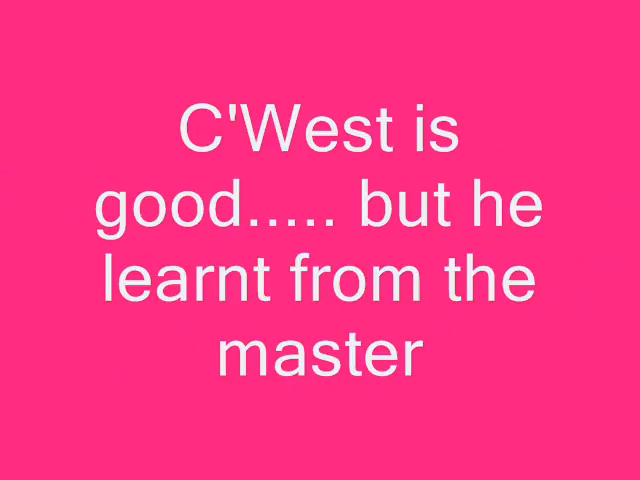 C'West is
good..... but he
learnt from the
master